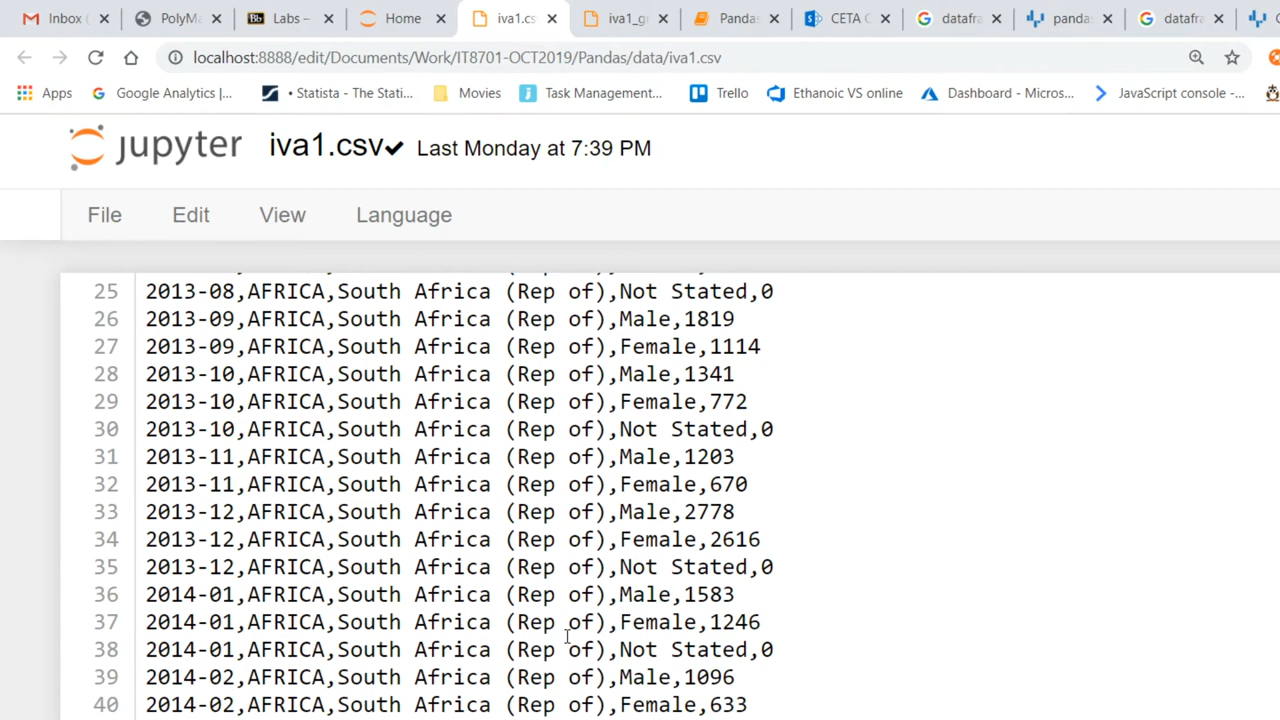 Inbox (
PolyMa
Bb Labs –
Home
iva1.cs
iva1_gr
Pandas
CETA C
datafra
panda:
datafra
localhost:8888/edit/Documents/Work/IT8701-OCT2019/Pandas/data/iva1.csv
Apps
Google Analytics |...
• Statista - The Stati...
Movies
Task Management...
Trello
Ethanoic VS online
Dashboard - Micros...
JavaScript console -...
jupyter iva1.csv Last Monday at 7:39 PM
File Edit View Language
25 2013-08,AFRICA,South Africa (Rep of),Not Stated,0
26 2013-09,AFRICA,South Africa (Rep of),Male,1819
27 2013-09,AFRICA,South Africa (Rep of),Female,1114
28 2013-10,AFRICA,South Africa (Rep of),Male,1341
29 2013-10,AFRICA,South Africa (Rep of),Female,772
30 2013-10,AFRICA,South Africa (Rep of),Not Stated,0
31 2013-11,AFRICA,South Africa (Rep of),Male,1203
32 2013-11,AFRICA,South Africa (Rep of),Female,670
33 2013-12,AFRICA,South Africa (Rep of),Male,2778
34 2013-12,AFRICA,South Africa (Rep of),Female,2616
35 2013-12,AFRICA,South Africa (Rep of),Not Stated,0
36 2014-01,AFRICA,South Africa (Rep of),Male,1583
37 2014-01,AFRICA,South Africa (Rep of),Female,1246
38 2014-01,AFRICA,South Africa (Rep of),Not Stated,0
39 2014-02,AFRICA,South Africa (Rep of),Male,1096
40 2014-02,AFRICA,South Africa (Rep of),Female,633